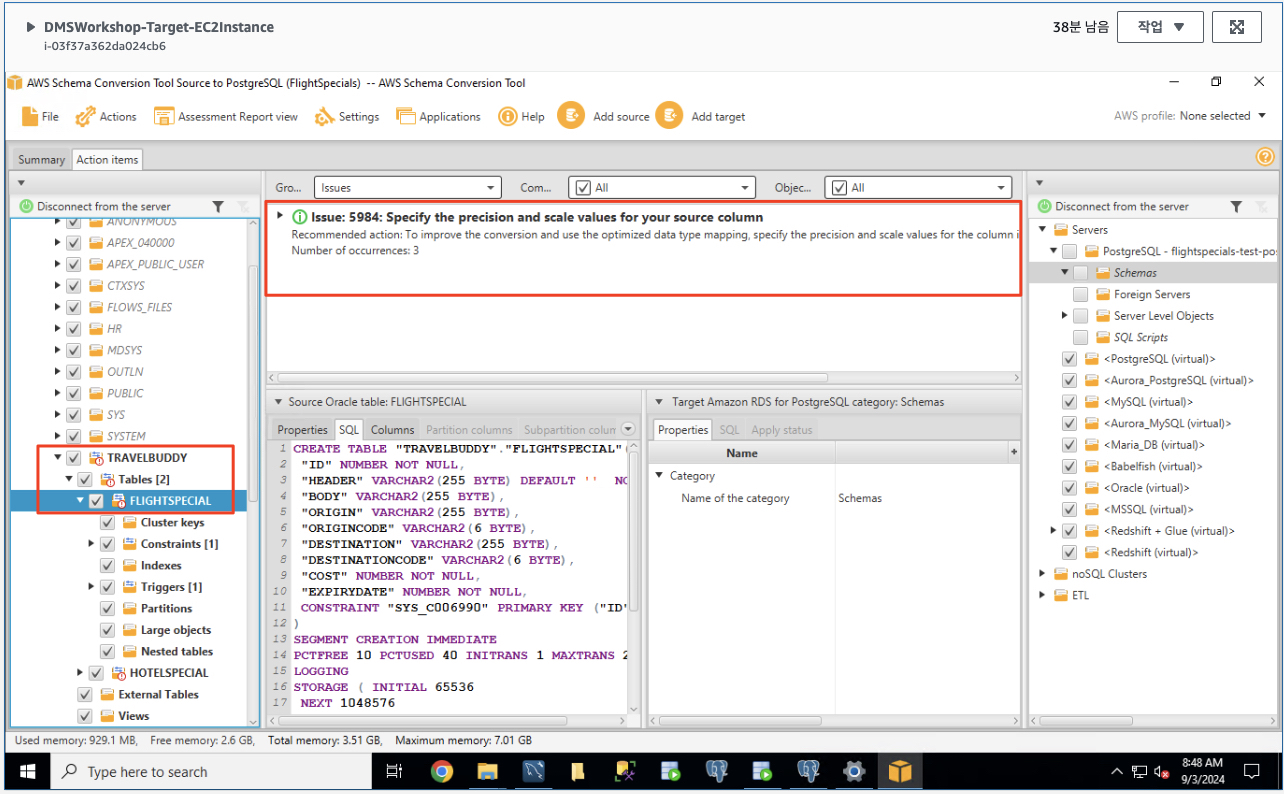 DMSWorkshop-Target-EC2Instance
i-03f37a362da024cb6
38분 남음
작업
AWS Schema Conversion Tool Source to PostgreSQL (FlightSpecials) -- AWS Schema Conversion Tool
File
Actions
Assessment Report view
Settings
Applications
Help
Add source
Add target
AWS profile: None selected
Summary
Action items
Disconnect from the server
ANONYMOUS
APEX_040000
APEX_PUBLIC_USER
CTXSYS
FLOWS_FILES
HR
MDSYS
OUTLN
PUBLIC
SYS
SYSTEM
TRAVELBUDDY
Tables [2]
FLIGHTSPECIAL
Cluster keys
Constraints [1]
Indexes
Triggers [1]
Partitions
Large objects
Nested tables
HOTELSPECIAL
External Tables
Views
Gro...
Issues
Com...
All
Objec...
All
Issue: 5984: Specify the precision and scale values for your source column
Recommended action: To improve the conversion and use the optimized data type mapping, specify the precision and scale values for the column i
Number of occurrences: 3
Source Oracle table: FLIGHTSPECIAL
Properties
SQL
Columns
Partition columns
Subpartition colum
1 CREATE TABLE "TRAVELBUDDY"."FLIGHTSPECIAL"(
2 "ID" NUMBER NOT NULL,
3 "HEADER" VARCHAR2(255 BYTE) DEFAULT '' NO
4 "BODY" VARCHAR2(255 BYTE),
5 "ORIGIN" VARCHAR2(255 BYTE),
6 "ORIGINCODE" VARCHAR2(6 BYTE),
7 "DESTINATION" VARCHAR2(255 BYTE),
8 "DESTINATIONCODE" VARCHAR2(6 BYTE),
9 "COST" NUMBER NOT NULL,
10 "EXPIRYDATE" NUMBER NOT NULL,
11 CONSTRAINT "SYS_C006990" PRIMARY KEY ("ID"
12 )
13 SEGMENT CREATION IMMEDIATE
14 PCTFREE 10 PCTUSED 40 INITRANS 1 MAXTRANS 2
15 LOGGING
16 STORAGE ( INITIAL 65536
17 NEXT 1048576
Target Amazon RDS for PostgreSQL category: Schemas
Properties
SQL
Apply status
Name
+
Category
Name of the category
Schemas
Disconnect from the server
Servers
PostgreSQL - flightspecials-test-pos
Schemas
Foreign Servers
Server Level Objects
SQL Scripts
<PostgreSQL (virtual)>
<Aurora_PostgreSQL (virtual)>
<MySQL (virtual)>
<Aurora_MySQL (virtual)>
<Maria_DB (virtual)>
<Babelfish (virtual)>
<Oracle (virtual)>
<MSSQL (virtual)>
<Redshift + Glue (virtual)>
<Redshift (virtual)>
noSQL Clusters
ETL
Used memory: 929.1 MB, Free memory: 2.6 GB, Total memory: 3.51 GB, Maximum memory: 7.01 GB
Type here to search
8:48 AM
9/3/2024